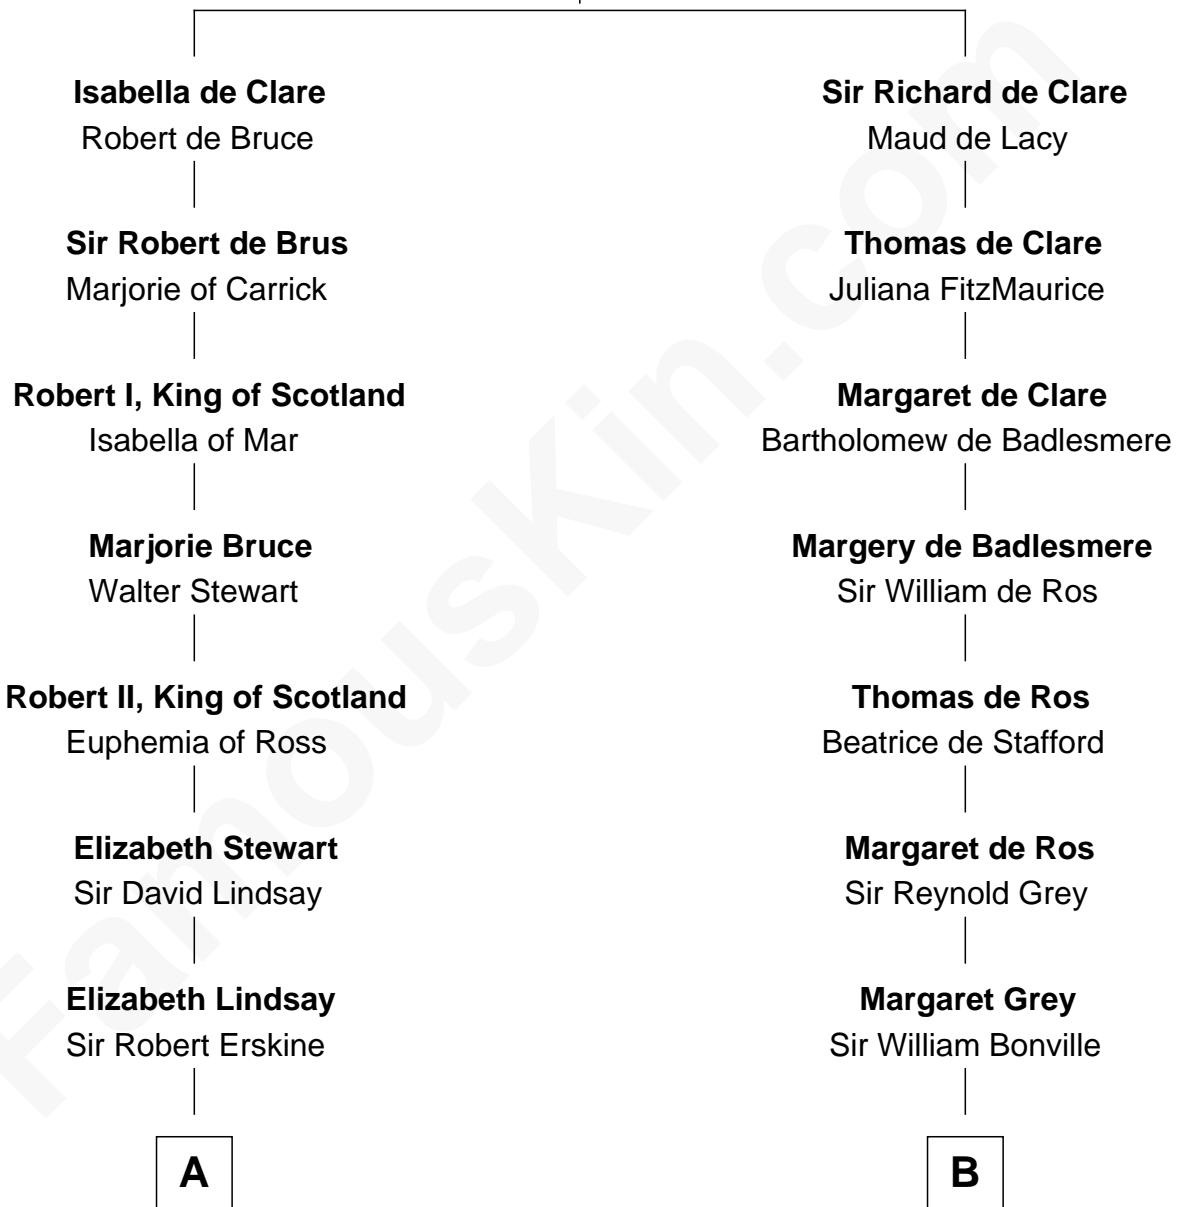 Isabella de Clare
Robert de Bruce
Sir Robert de Brus
Marjorie of Carrick
Robert I, King of Scotland
Isabella of Mar
Marjorie Bruce
Walter Stewart
Robert II, King of Scotland
Euphemia of Ross
Elizabeth Stewart
Sir David Lindsay
Elizabeth Lindsay
Sir Robert Erskine
A
Sir Richard de Clare
Maud de Lacy
Thomas de Clare
Juliana FitzMaurice
Margaret de Clare
Bartholomew de Badlesmere
Margery de Badlesmere
Sir William de Ros
Thomas de Ros
Beatrice de Stafford
Margaret de Ros
Sir Reynold Grey
Margaret Grey
Sir William Bonville
B
FamousKin.com